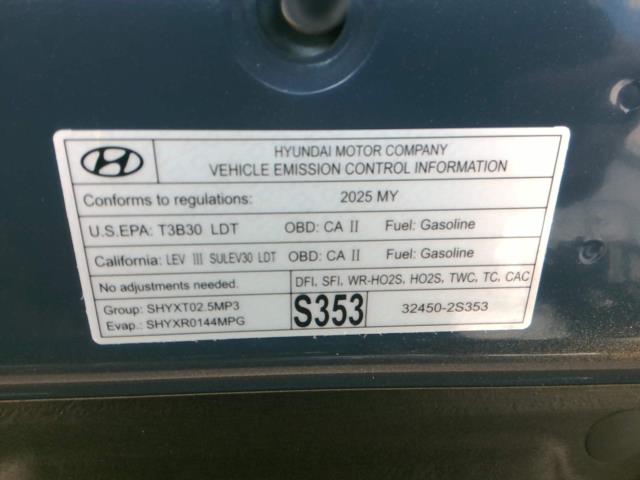 HYUNDAI MOTOR COMPANY
VEHICLE EMISSION CONTROL INFORMATION
Conforms to regulations: 2025 MY
U.S.EPA: T3B30 LDT OBD: CA II Fuel: Gasoline
California: LEV III SULEV30 LDT OBD: CA II Fuel: Gasoline
No adjustments needed. DFI, SFI, WR-HO2S, HO2S, TWC, TC, CAC
Group: SHYXT02.5MP3
Evap.: SHYXR0144MPG
S353
32450-2S353